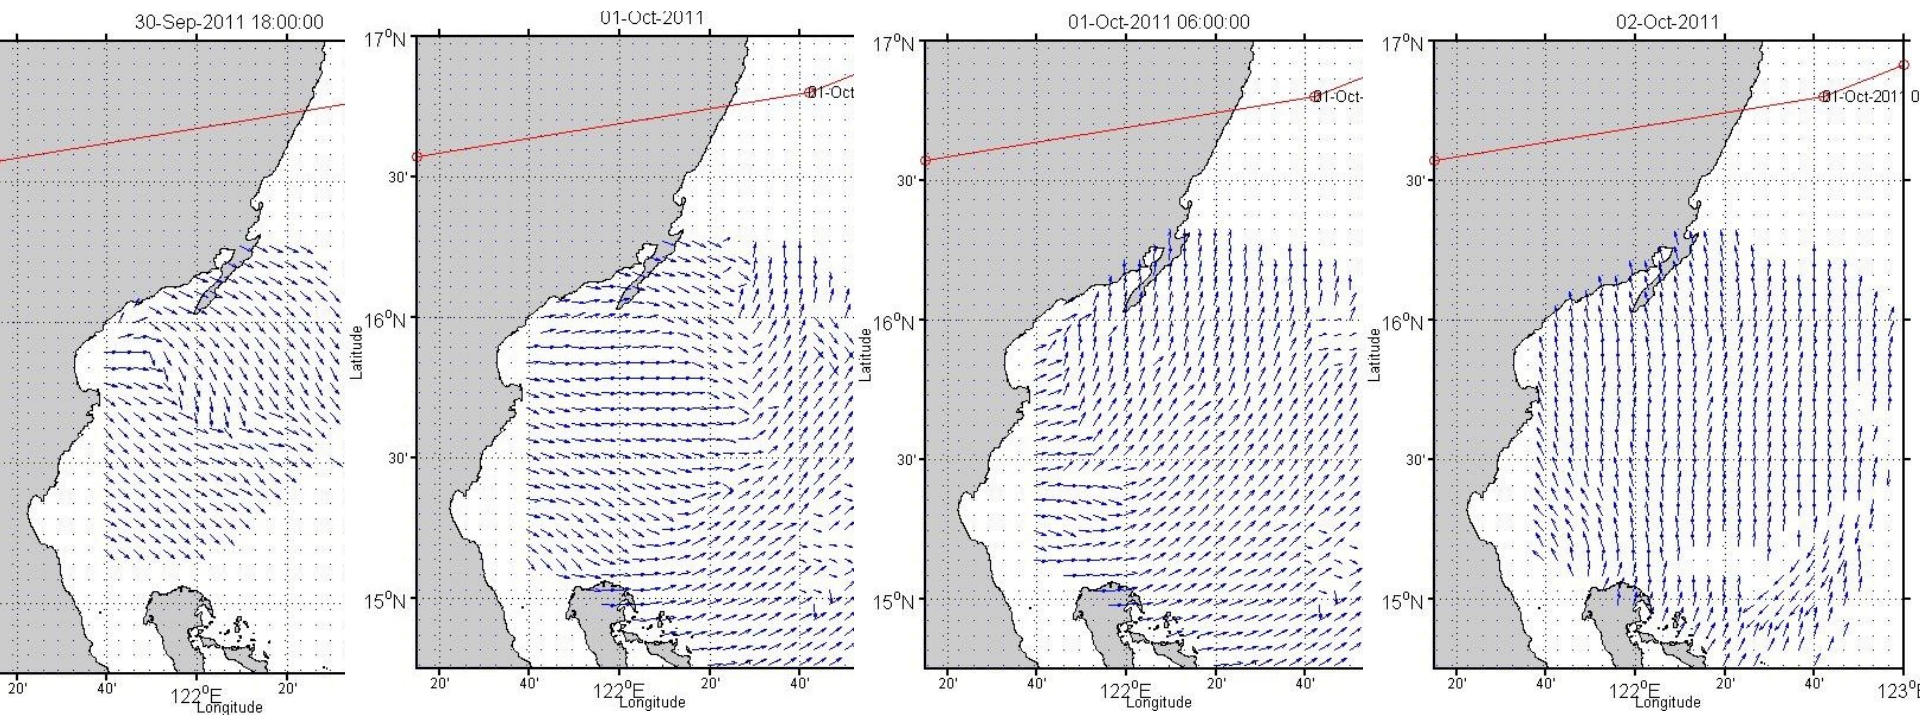 30-Sep-2011 18:00:00
20'
40'
122°E
20'
Longitude
01-Oct-2011
17°N
30'
16°N
30'
15°N
Latitude
01-Oct
20'
40'
122°E
20'
40'
Longitude
01-Oct-2011 06:00:00
17°N
30'
16°N
30'
15°N
Latitude
01-Oct-
20'
40'
122°E
20'
40'
Longitude
02-Oct-2011
17°N
30'
16°N
30'
15°N
Latitude
01-Oct-2011 0
20'
40'
122°E
20'
40'
123°E
Longitude